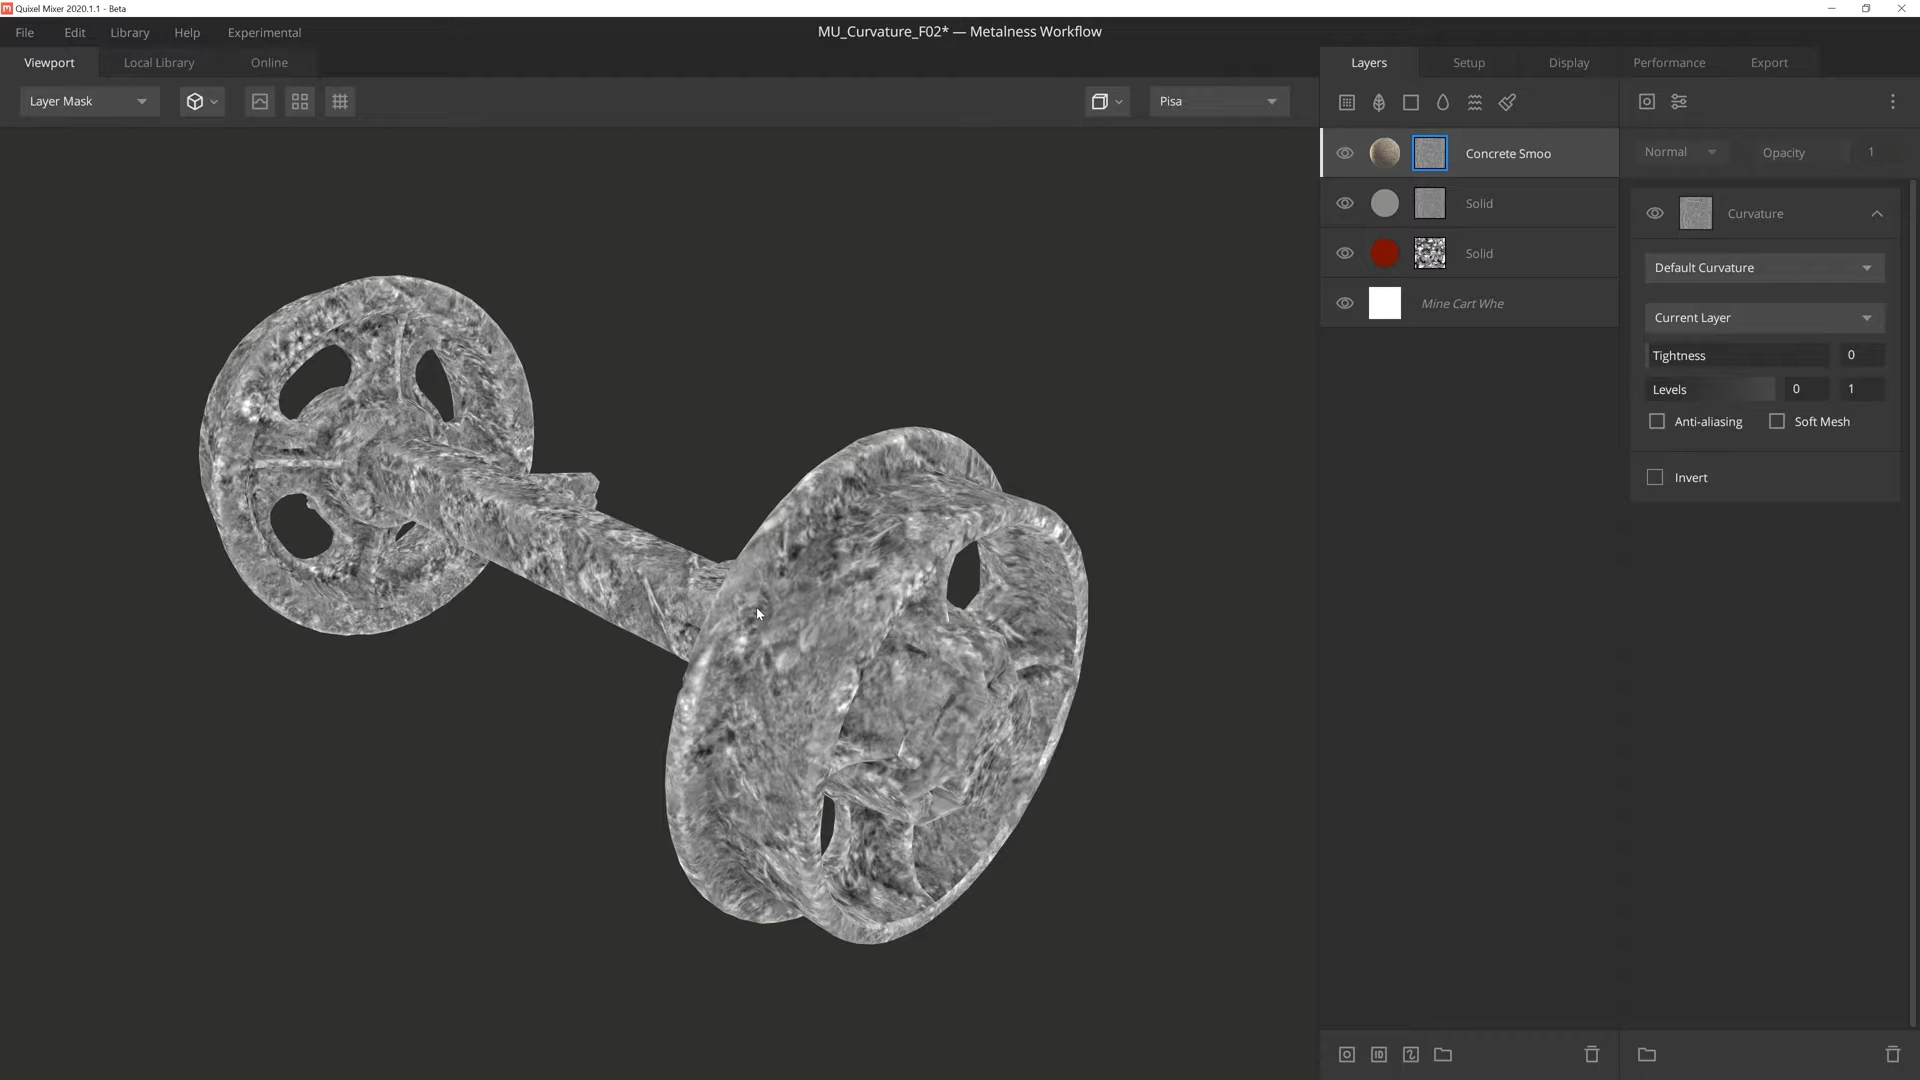 Quixel Mixer 2020.1.1 - Beta
File Edit Library Help Experimental
MU_Curvature_F02* — Metalness Workflow
Viewport Local Library Online
Layers Setup Display Performance Export
Layer Mask
Pisa
Concrete Smoo
Solid
Solid
Mine Cart Whe
Normal Opacity 1
Curvature
Default Curvature
Current Layer
Tightness 0
Levels 0 1
Anti-aliasing Soft Mesh
Invert